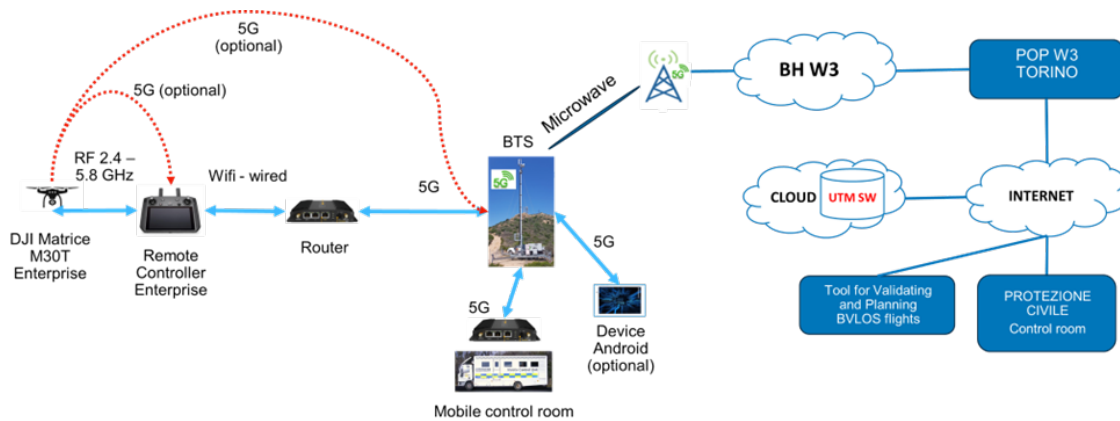 5G
(optional)
5G (optional)
RF 2.4 –
5.8 GHz
DJI Matrice
M30T
Enterprise
Remote
Controller
Enterprise
Wifi - wired
Router
5G
BTS
5G
Microwave
5G
BH W3
POP W3
TORINO
CLOUD
UTM SW
INTERNET
5G
5G
Device
Android
(optional)
Mobile control room
Tool for Validating
and Planning
BVLOS flights
PROTEZIONE
CIVILE
Control room